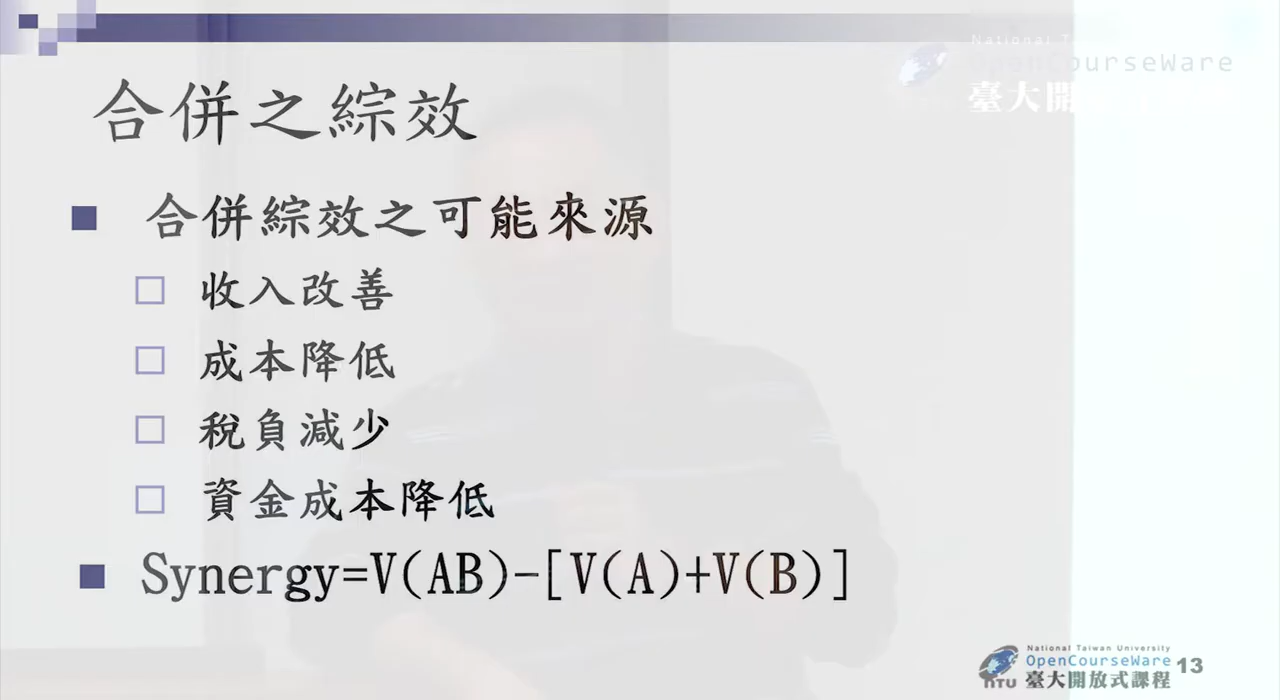 National T
OpenCourseWare
臺大開
合併之綜效
合併綜效之可能來源
收入改善
成本降低
稅負減少
資金成本降低
Synergy=V(AB)-[V(A)+V(B)]
National Taiwan University
OpenCourseWare
NTU 臺大開放式課程
13